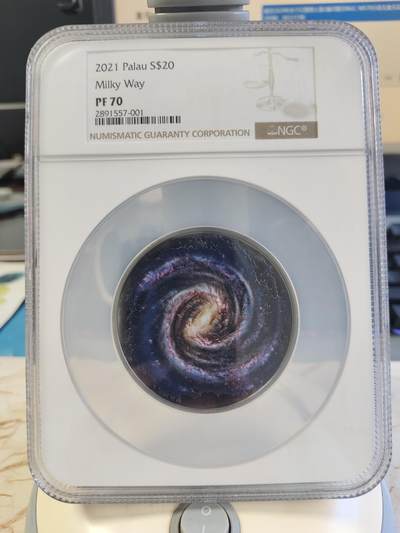 2021 Palau S$20
Milky Way
PF 70
2891557-001
NUMISMATIC GUARANTY CORPORATION
NGC®